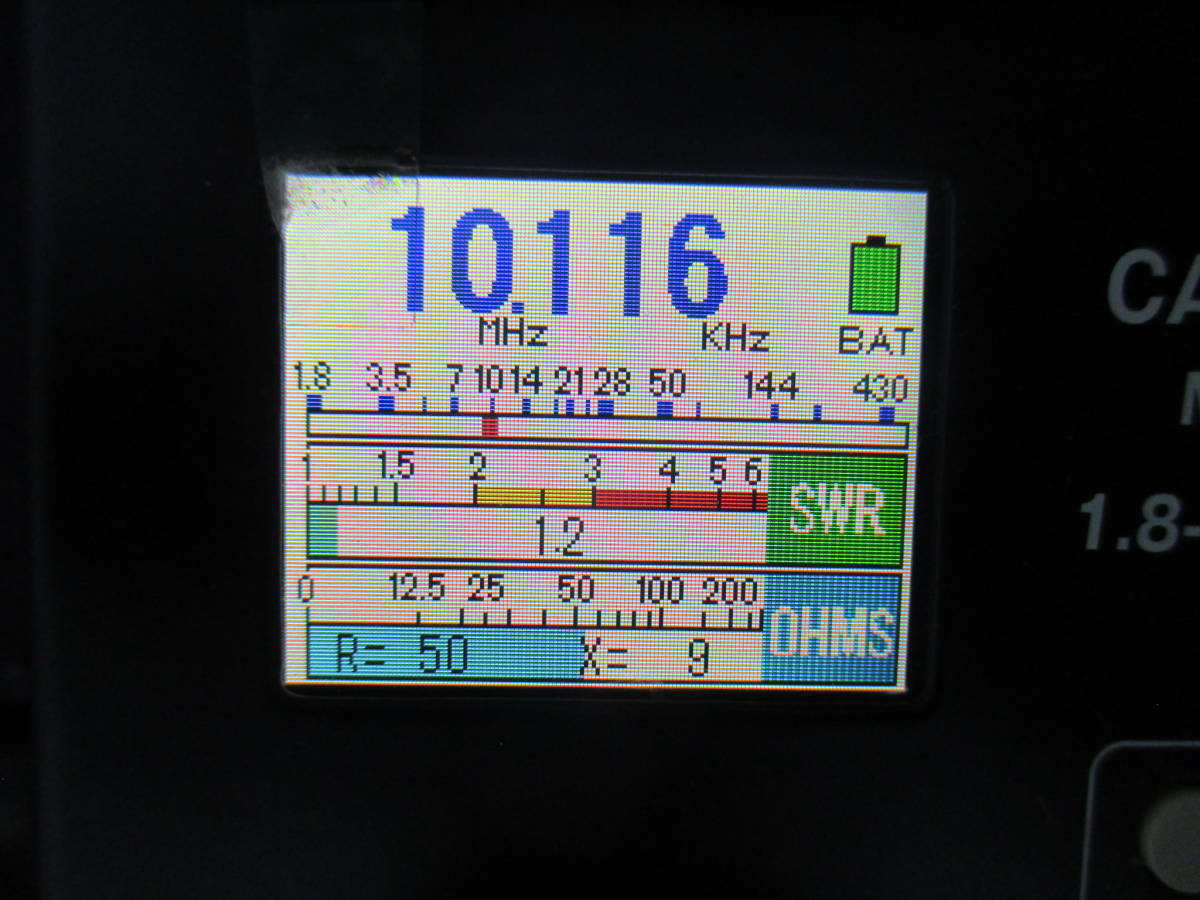 10.116
MHz KHz BAT
1.8 3.5 7 10 14 21 28 50 144 430
1 1.5 2 3 4 5 6
SWR
1.2
0 12.5 25 50 100 200
OHMS
R= 50 X= 9
CA
1.8-